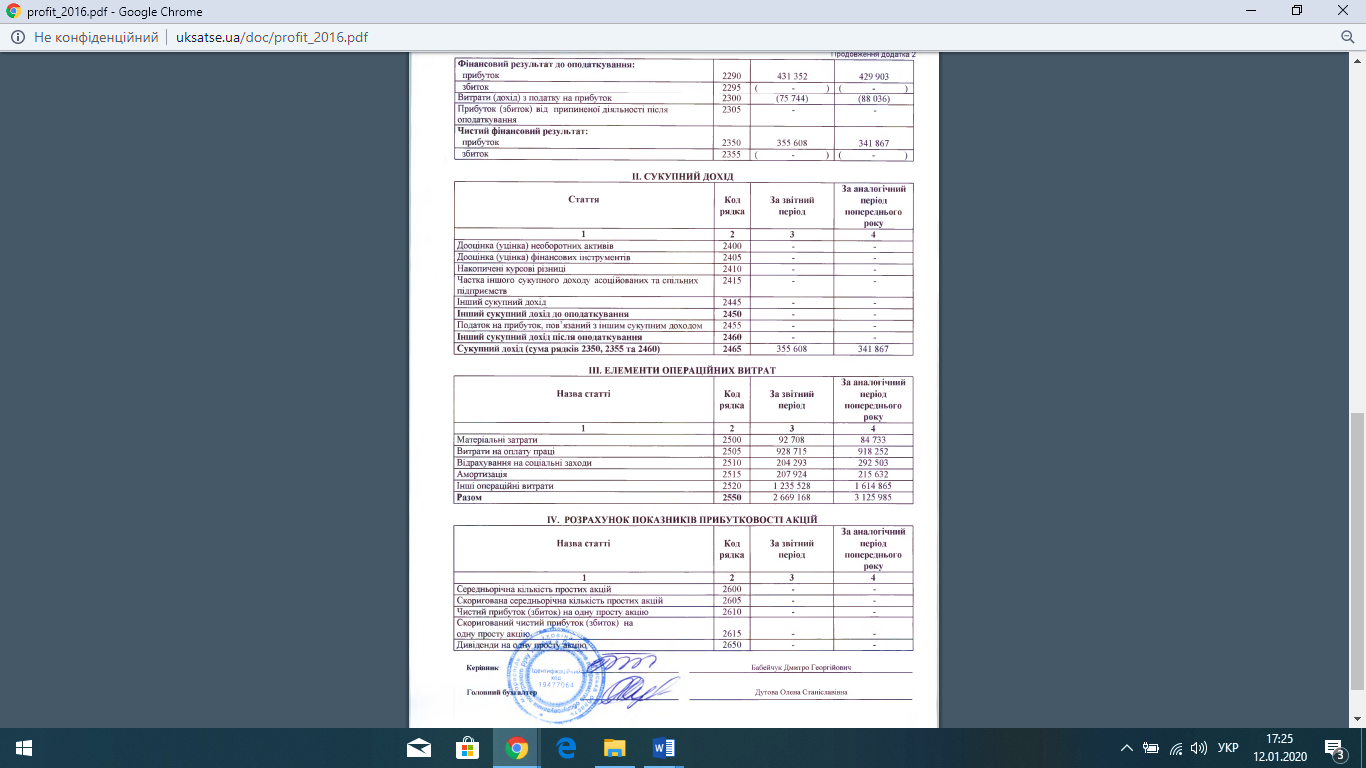 profit_2016.pdf - Google Chrome
Не конфіденційний | uksatse.ua/doc/profit_2016.pdf
Продовження додатка 2
Фінансовий результат до оподаткування:
прибуток 2290 431 352 429 903
збиток 2295 ( - ) ( - )
Витрати (дохід) з податку на прибуток 2300 (75 744) (88 036)
Прибуток (збиток) від припиненої діяльності після 2305 - -
оподаткування
Чистий фінансовий результат:
прибуток 2350 355 608 341 867
збиток 2355 ( - ) ( - )
II. СУКУПНИЙ ДОХІД
За аналогічний
Стаття Код За звітний період
рядка період попереднього
року
1 2 3 4
Дооцінка (уцінка) необоротних активів 2400 - -
Дооцінка (уцінка) фінансових інструментів 2405 - -
Накопичені курсові різниці 2410 - -
Частка іншого сукупного доходу асоційованих та спільних 2415 - -
підприємств
Інший сукупний дохід 2445 - -
Інший сукупний дохід до оподаткування 2450 - -
Податок на прибуток, пов'язаний з іншим сукупним доходом 2455 - -
Інший сукупний дохід після оподаткування 2460 - -
Сукупний дохід (сума рядків 2350, 2355 та 2460) 2465 355 608 341 867
III. ЕЛЕМЕНТИ ОПЕРАЦІЙНИХ ВИТРАТ
За аналогічний
Назва статті Код За звітний період
рядка період попереднього
року
1 2 3 4
Матеріальні затрати 2500 92 708 84 733
Витрати на оплату праці 2505 928 715 918 252
Відрахування на соціальні заходи 2510 204 293 292 503
Амортизація 2515 207 924 215 632
Інші операційні витрати 2520 1 235 528 1 614 865
Разом 2550 2 669 168 3 125 985
IV. РОЗРАХУНОК ПОКАЗНИКІВ ПРИБУТКОВОСТІ АКЦІЙ
За аналогічний
Назва статті Код За звітний період
рядка період попереднього
року
1 2 3 4
Середньорічна кількість простих акцій 2600 - -
Скоригована середньорічна кількість простих акцій 2605 - -
Чистий прибуток (збиток) на одну просту акцію 2610 - -
Скоригований чистий прибуток (збиток) на
одну просту акцію 2615 - -
Дивіденди на одну просту акцію 2650 - -
Керівник Бабейчук Дмитро Георгійович
Ідентифікаційний
код
19477064
Головний бухгалтер Дутова Олена Станіславівна
УКР
17:25
12.01.2020
3